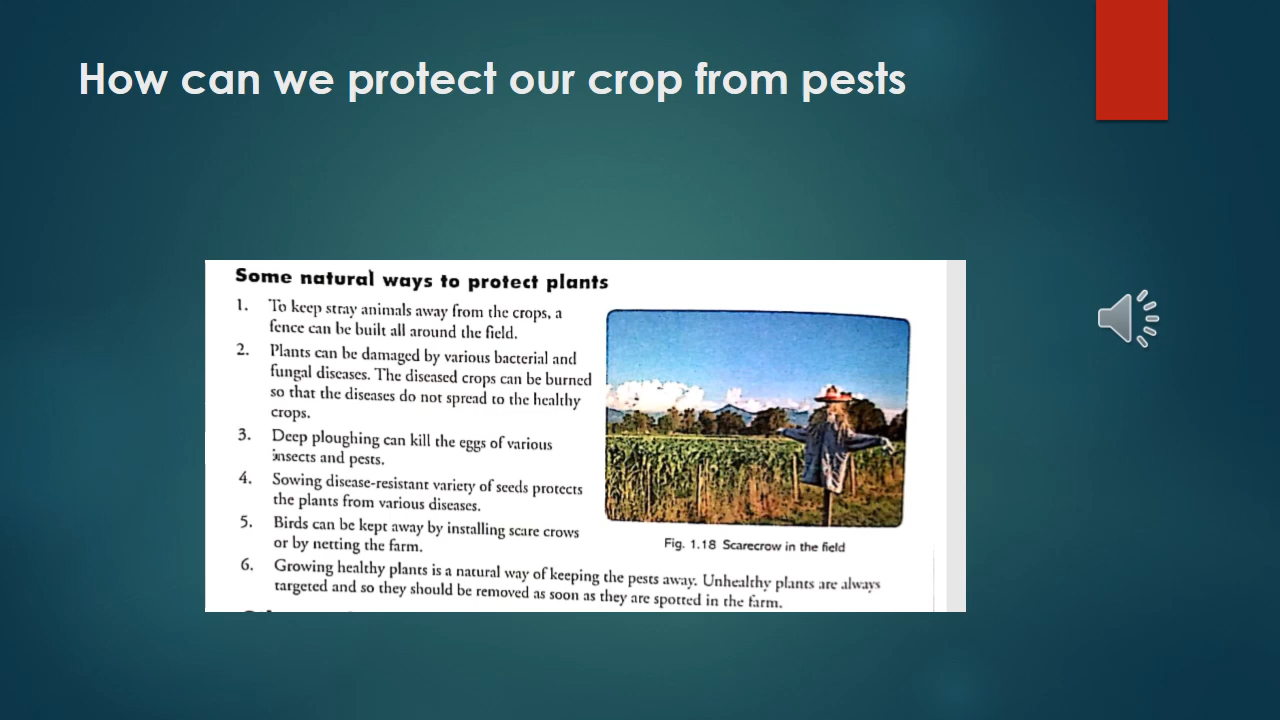 How can we protect our crop from pests
Some natural ways to protect plants
1. To keep stray animals away from the crops, a
fence can be built all around the field.
2. Plants can be damaged by various bacterial and
fungal diseases. The diseased crops can be burned
so that the diseases do not spread to the healthy
crops.
3. Deep ploughing can kill the eggs of various
insects and pests.
4. Sowing disease-resistant variety of seeds protects
the plants from various diseases.
5. Birds can be kept away by installing scare crows
or by netting the farm.
Fig. 1.18 Scarecrow in the field
6. Growing healthy plants is a natural way of keeping the pests away. Unhealthy plants are always
targeted and so they should be removed as soon as they are spotted in the farm.